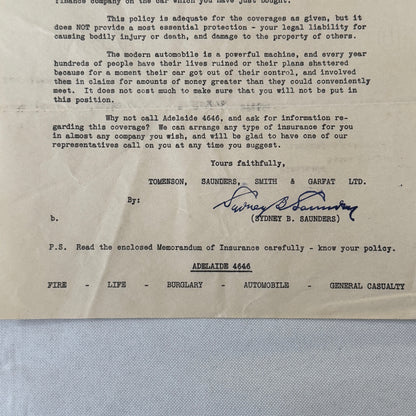 finance company on the car which you have just bought.
This policy is adequate for the coverages as given, but it
does NOT provide a most essential protection - your legal liability for
causing bodily injury or death, and damage to the property of others.
The modern automobile is a powerful machine, and every year
hundreds of people have their lives ruined or their plans shattered
because for a moment their car got out of their control, and involved
them in claims for amounts of money greater than they could conveniently
meet. It does not cost much to make sure that you will not be put in
this position.
Why not call Adelaide 4646, and ask for information re-
garding this coverage? We can arrange any type of insurance for you
in almost any company you wish, and will be glad to have one of our
representatives call on you at any time you suggest.
Yours faithfully,
TOMENSON, SAUNDERS, SMITH & GARFAT LTD.
By: Sydney B Saunders
b. (SYDNEY B. SAUNDERS)
P.S. Read the enclosed Memorandum of Insurance carefully - know your policy.
ADELAIDE 4646
FIRE - LIFE - BURGLARY - AUTOMOBILE - GENERAL CASUALTY